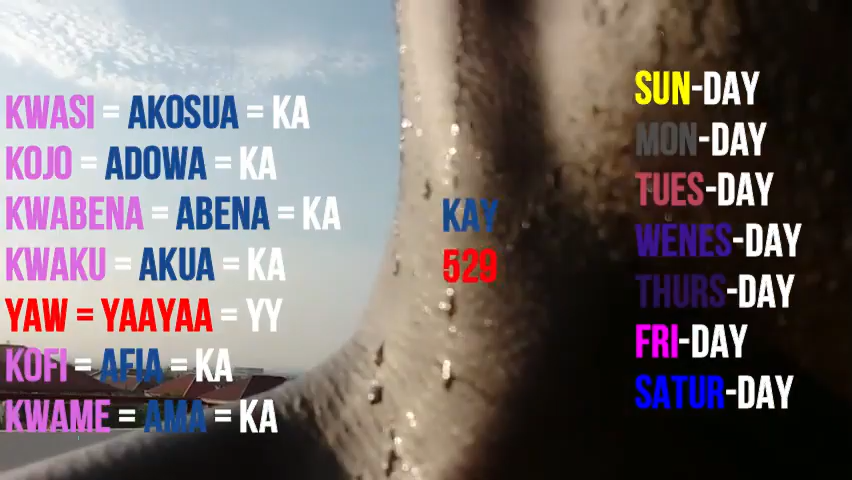 KWASI = AKOSUA = KA
KOJO = ADOWA = KA
KWABENA = ABENA = KA
KWAKU = AKUA = KA
YAW = YAAYAA = YY
KOFI = AFIA = KA
KWAME = AMA = KA
KAY
529
SUN-DAY
MON-DAY
TUES-DAY
WENES-DAY
THURS-DAY
FRI-DAY
SATUR-DAY